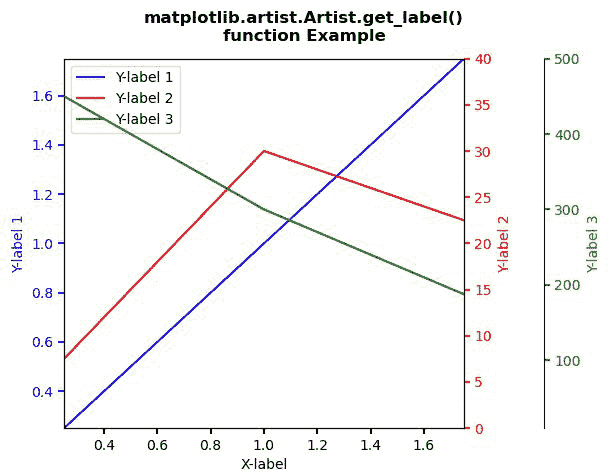 matplotlib.artist.Artist.get_label()
function Example
Y-label 1
Y-label 2
Y-label 3
1.6
1.4
1.2
1.0
0.8
0.6
0.4
Y-label 1
40
35
30
25
20
15
10
5
0
Y-label 2
500
400
300
200
100
Y-label 3
0.4 0.6 0.8 1.0 1.2 1.4 1.6
X-label